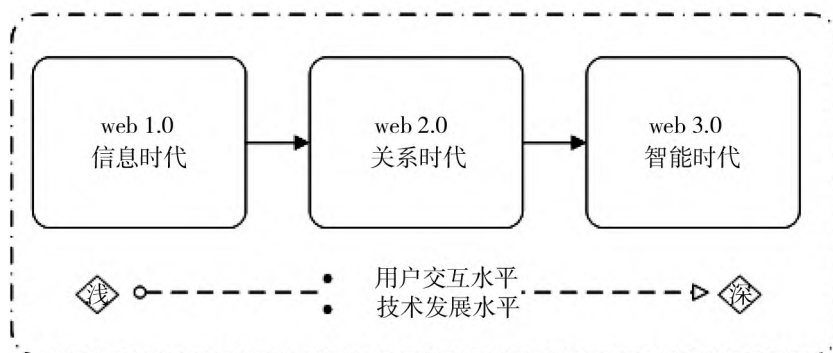 web 1.0
信息时代
web 2.0
关系时代
web 3.0
智能时代
浅
• 用户交互水平
• 技术发展水平
深